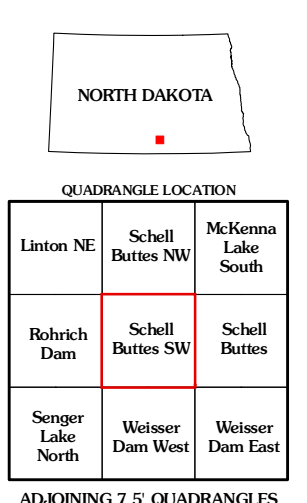 NORTH DAKOTA
QUADRANGLE LOCATION
Linton NE
Schell
Buttes NW
McKenna
Lake
South
Rohrich
Dam
Schell
Buttes SW
Schell
Buttes
Senger
Lake
North
Weisser
Dam West
Weisser
Dam East
ADJOINING 7.5' QUADRANGLES